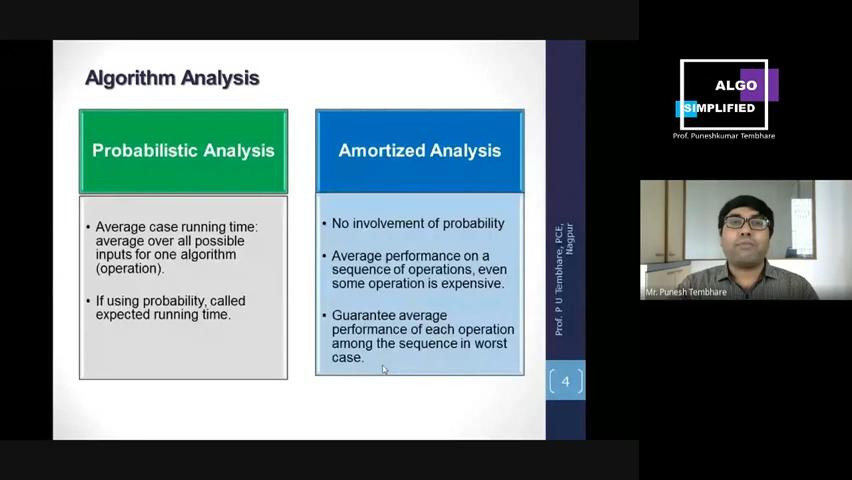 Algorithm Analysis
Probabilistic Analysis
• Average case running time:
average over all possible
inputs for one algorithm
(operation).
• If using probability, called
expected running time.
Amortized Analysis
• No involvement of probability
• Average performance on a
sequence of operations, even
some operation is expensive.
• Guarantee average
performance of each operation
among the sequence in worst
case.
Prof. P U Tembhare, PCE,
Nagpur
4
ALGO
SIMPLIFIED
Prof. Puneshkumar Tembhare
Mr. Punesh Tembhare